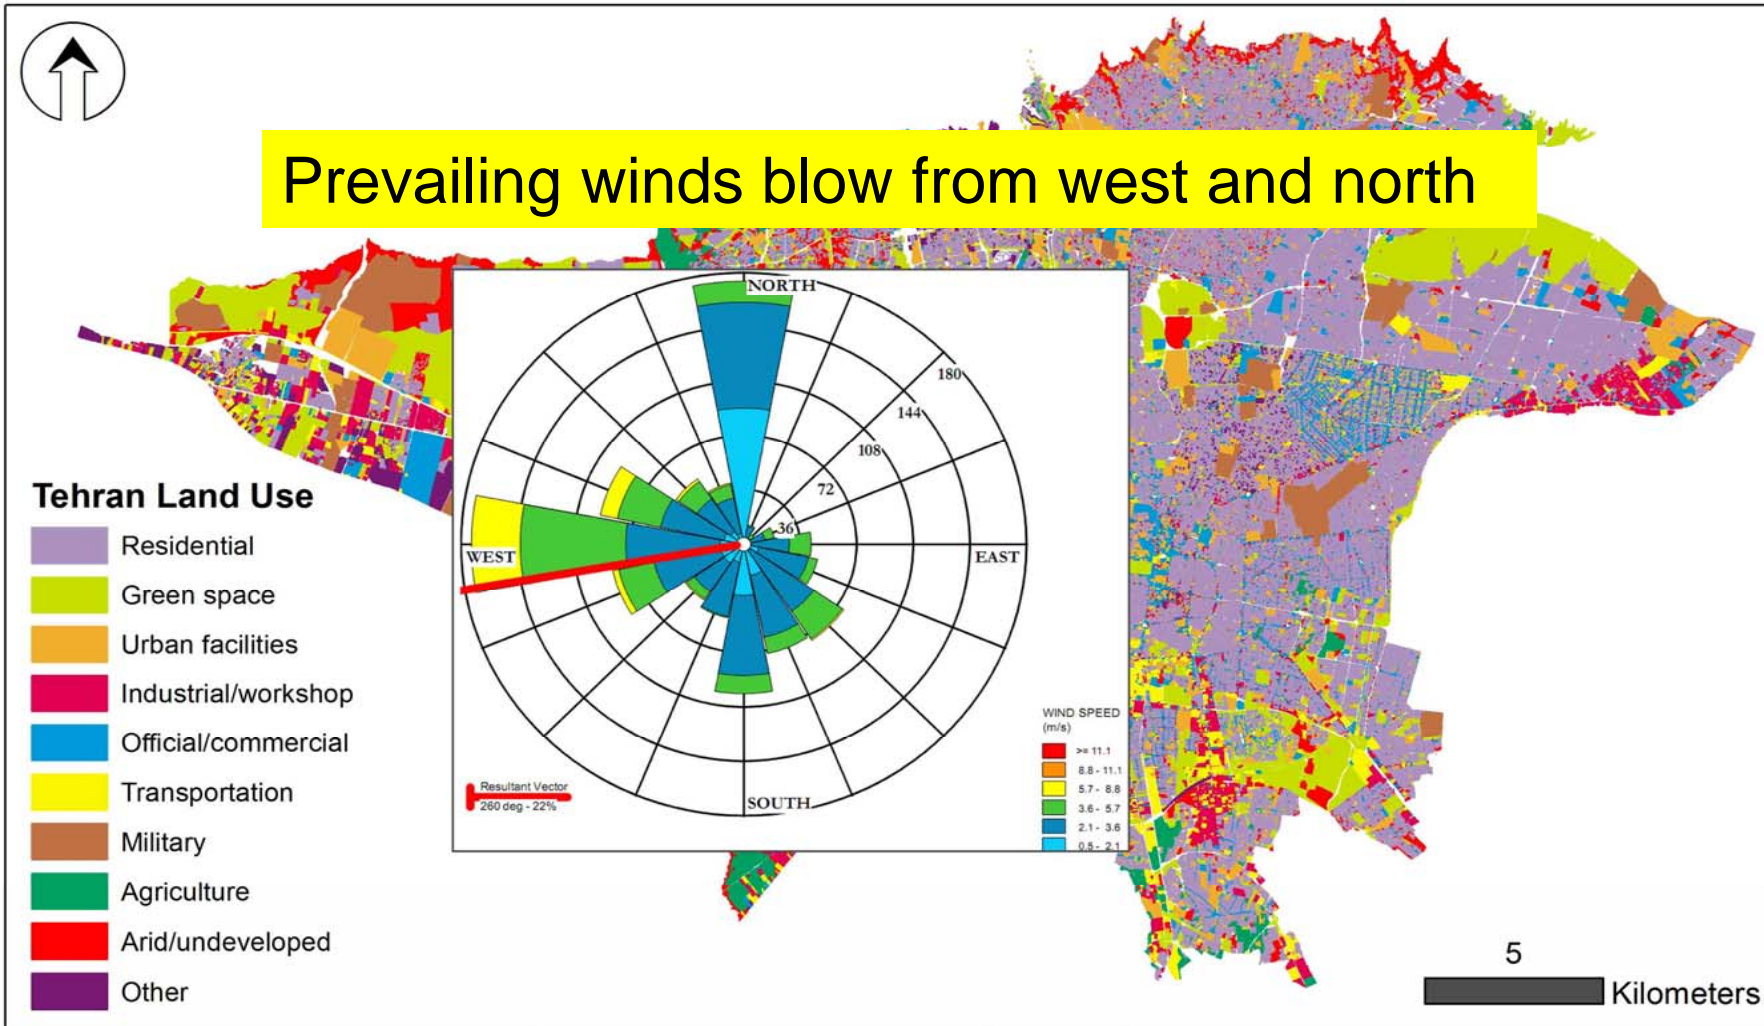 Prevailing winds blow from west and north
NORTH
180
144
108
72
36
WEST
EAST
SOUTH
Resultant Vector
260 deg - 22%
WIND SPEED
(m/s)
>= 11.1
8.8 - 11.1
5.7 - 8.8
3.6 - 5.7
2.1 - 3.6
0.5 - 2.1
Tehran Land Use
Residential
Green space
Urban facilities
Industrial/workshop
Official/commercial
Transportation
Military
Agriculture
Arid/undeveloped
Other
5
Kilometers